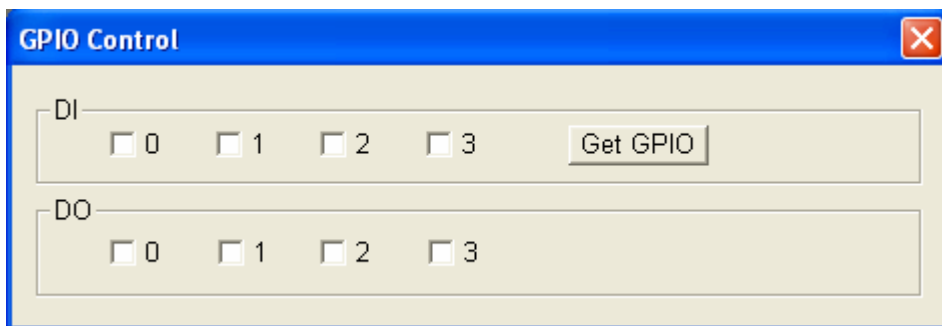 GPIO Control
DI
0 1 2 3 Get GPIO
DO
0 1 2 3